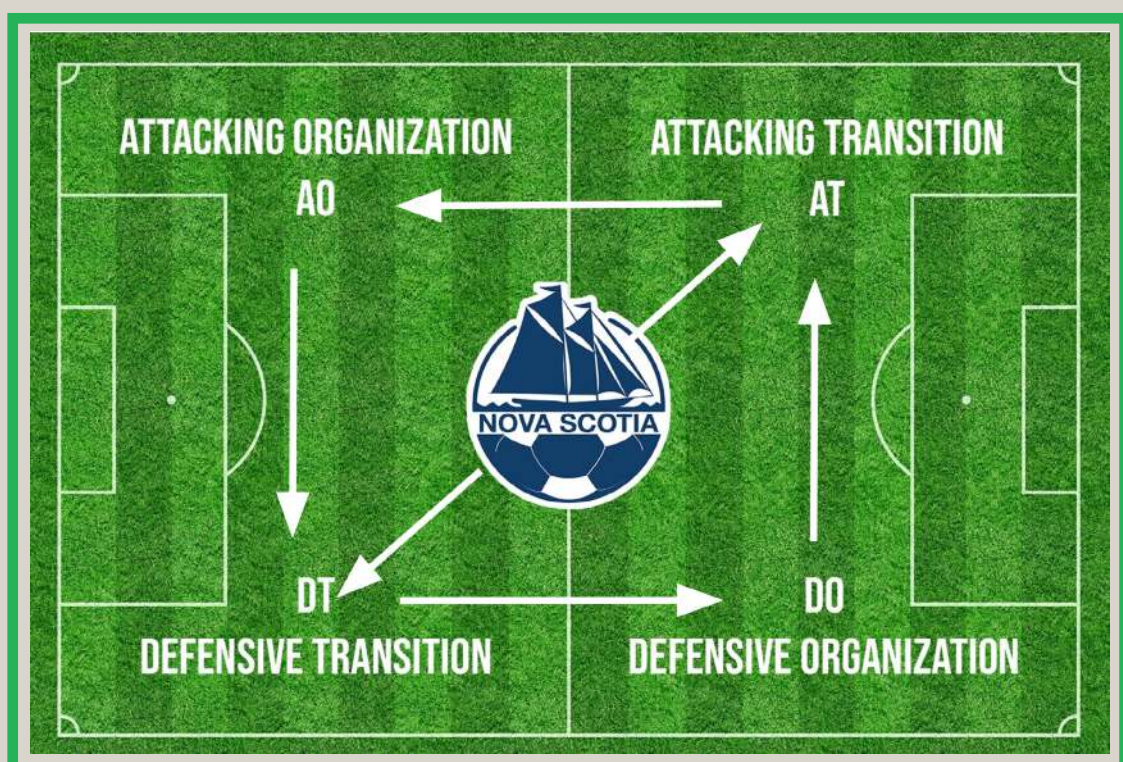 ATTACKING ORGANIZATION
AO
ATTACKING TRANSITION
AT
NOVA SCOTIA
DT
DEFENSIVE TRANSITION
DO
DEFENSIVE ORGANIZATION